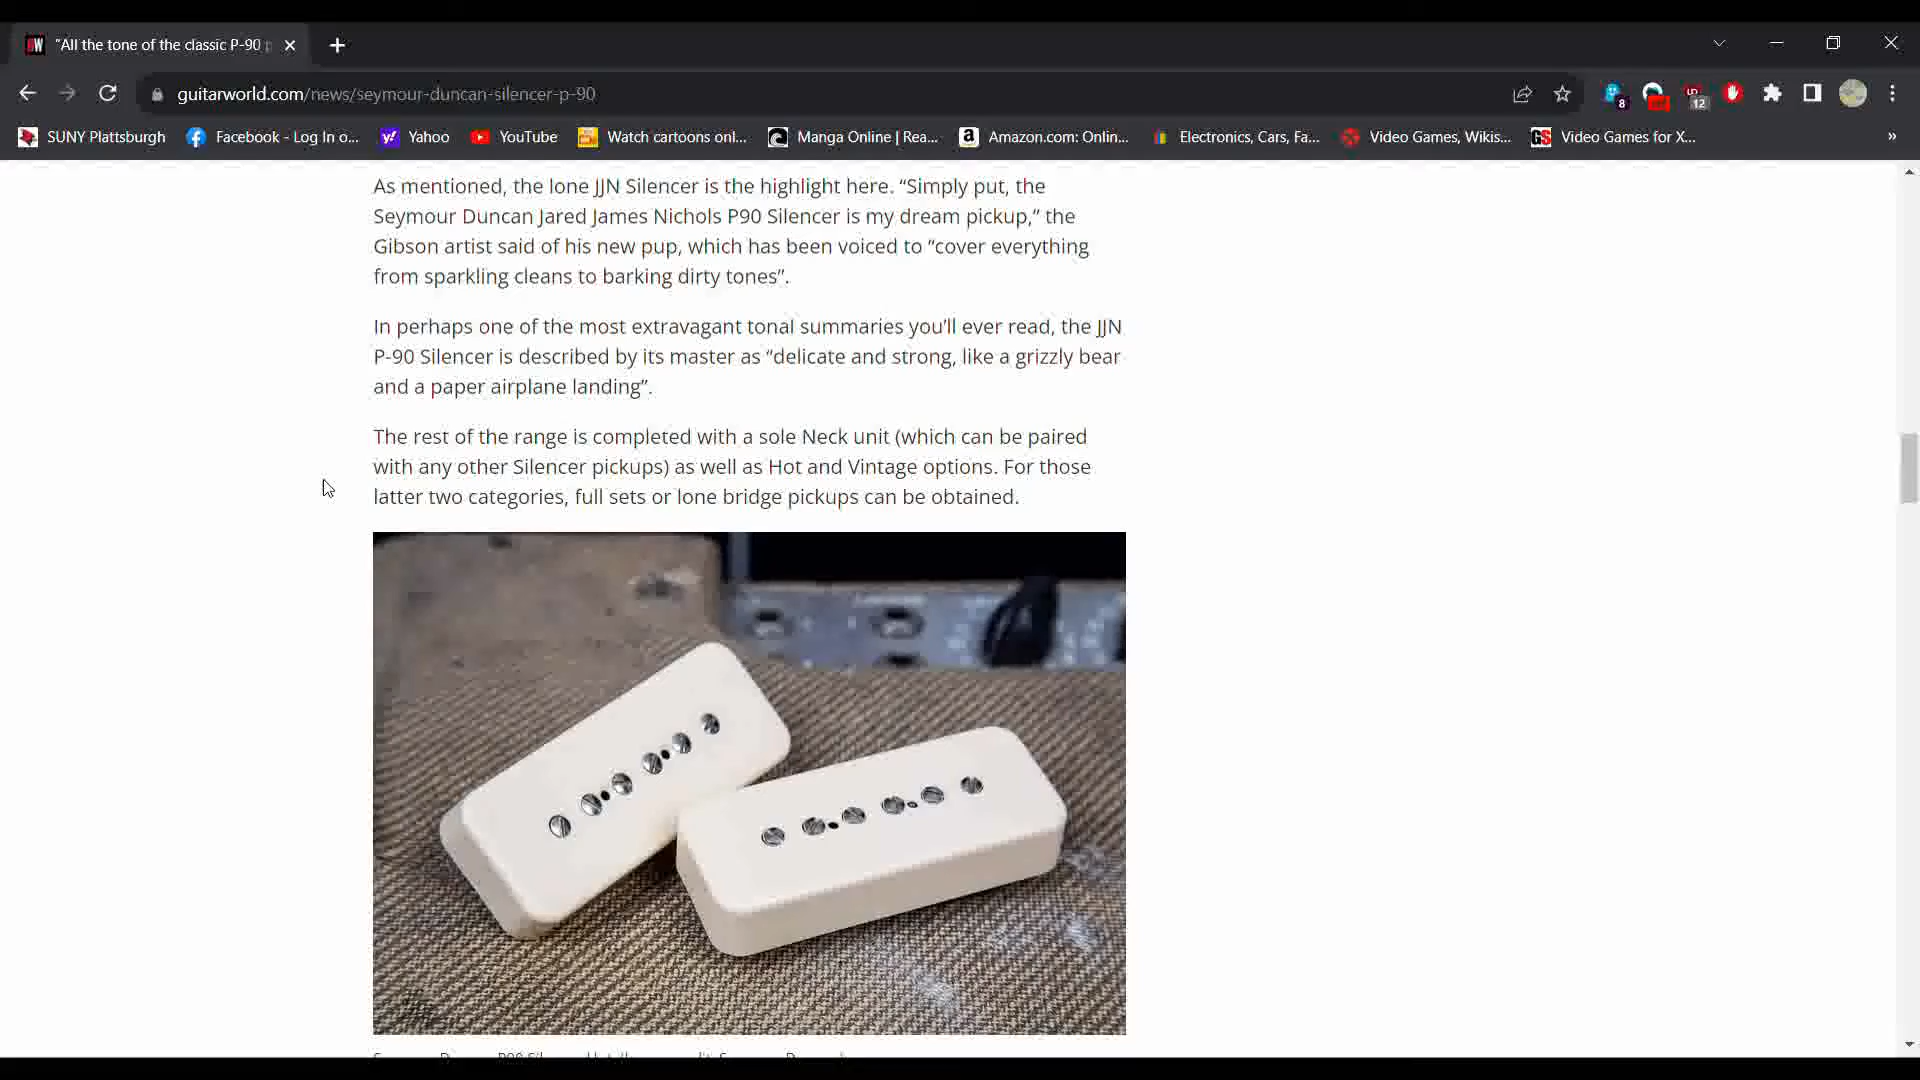 "All the tone of the classic P-90 p
guitarworld.com/news/seymour-duncan-silencer-p-90
8
12
SUNY Plattsburgh
Facebook - Log In o...
Yahoo
YouTube
Watch cartoons onl...
Manga Online | Rea...
Amazon.com: Onlin...
Electronics, Cars, Fa...
Video Games, Wikis...
Video Games for X...
»
As mentioned, the lone JJN Silencer is the highlight here. “Simply put, the
Seymour Duncan Jared James Nichols P90 Silencer is my dream pickup,” the
Gibson artist said of his new pup, which has been voiced to “cover everything
from sparkling cleans to barking dirty tones”.
In perhaps one of the most extravagant tonal summaries you’ll ever read, the JJN
P-90 Silencer is described by its master as “delicate and strong, like a grizzly bear
and a paper airplane landing”.
The rest of the range is completed with a sole Neck unit (which can be paired
with any other Silencer pickups) as well as Hot and Vintage options. For those
latter two categories, full sets or lone bridge pickups can be obtained.